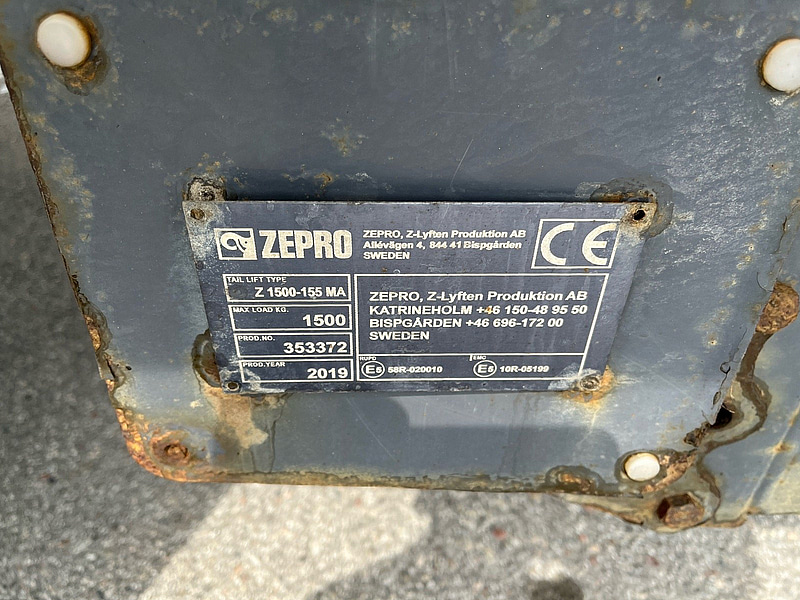 ZEPRO
ZEPRO, Z-Lyften Produktion AB
Allévägen 4, 844 41 Bispgården
SWEDEN
CE
TAIL LIFT TYPE
Z 1500-155 MA
MAX LOAD KG.
1500
PROD.NO.
353372
PROD.YEAR
2019
ZEPRO, Z-Lyften Produktion AB
KATRINEHOLM +46 150-48 95 50
BISPGÅRDEN +46 696-172 00
SWEDEN
RUPD
E5 58R-020010
EMC
E5 10R-05199